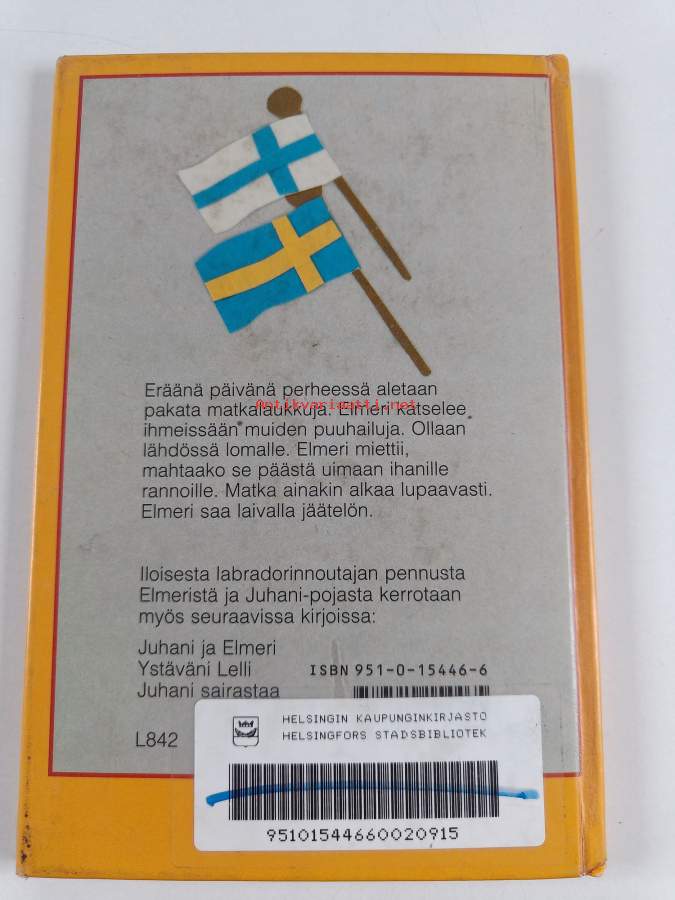 Eräänä päivänä perheessä aletaan
pakata matkalaukkuja. Elmeri katselee
Antikvariaatti.net
ihmeissään muiden puuhailuja. Ollaan
lähdössä lomalle. Elmeri miettii,
mahtaako se päästä uimaan ihanille
rannoille. Matka ainakin alkaa lupaavasti.
Elmeri saa laivalla jäätelön.
Iloisesta labradorinnoutajan pennusta
Elmeristä ja Juhani-pojasta kerrotaan
myös seuraavissa kirjoissa:
Juhani ja Elmeri
Ystäväni Lelli
Juhani sairastaa
ISBN 951-0-15446-6
L842
HELSINGIN KAUPUNGINKIRJASTO
HELSINGFORS STADSBIBLIOTEK
95101544660020915